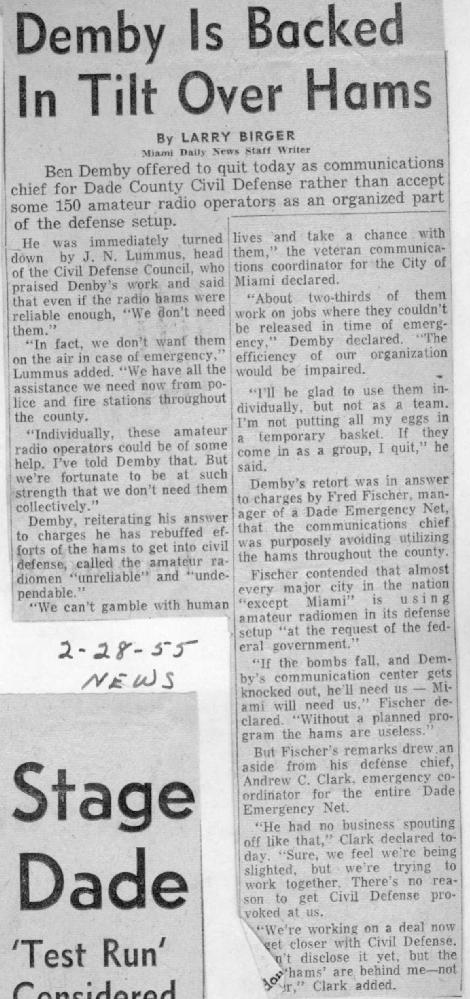 Demby Is Backed
In Tilt Over Hams
By LARRY BIRGER
Miami Daily News Staff Writer
Ben Demby offered to quit today as communications
chief for Dade County Civil Defense rather than accept
some 150 amateur radio operators as an organized part
of the defense setup.
He was immediately turned
down by J. N. Lummus, head
of the Civil Defense Council, who
praised Denby's work and said
that even if the radio hams were
reliable enough, "We don't need
them."
"In fact, we don't want them
on the air in case of emergency,"
Lummus added. "We have all the
assistance we need now from po-
lice and fire stations throughout
the county.
"Individually, these amateur
radio operators could be of some
help. I've told Demby that. But
we're fortunate to be at such
strength that we don't need them
collectively."
Demby, reiterating his answer
to charges he has rebuffed ef-
forts of the hams to get into civil
defense, called the amateur ra-
diomen "unreliable" and "unde-
pendable."
"We can't gamble with human
lives and take a chance with
them," the veteran communica-
tions coordinator for the City of
Miami declared.
"About two-thirds of them
work on jobs where they couldn't
be released in time of emerg-
ency," Demby declared. "The
efficiency of our organization
would be impaired.
"I'll be glad to use them in-
dividually, but not as a team.
I'm not putting all my eggs in
a temporary basket. If they
come in as a group, I quit," he
said.
Demby's retort was in answer
to charges by Fred Fischer, man-
ager of a Dade Emergency Net,
that the communications chief
was purposely avoiding utilizing
the hams throughout the county.
Fischer contended that almost
every major city in the nation
"except Miami" is using
amateur radiomen in its defense
setup "at the request of the fed-
eral government."
"If the bombs fall, and Dem-
by's communication center gets
knocked out, he'll need us — Mi-
ami will need us," Fischer de-
clared. "Without a planned pro-
gram the hams are useless."
But Fischer's remarks drew an
aside from his defense chief,
Andrew C. Clark, emergency co-
ordinator for the entire Dade
Emergency Net.
"He had no business spouting
off like that," Clark declared to-
day. "Sure, we feel we're being
slighted, but we're trying to
work together. There's no rea-
son to get Civil Defense pro-
voked at us.
"We're working on a deal now
get closer with Civil Defense.
n't disclose it yet, but the
'hams' are behind me—not
," Clark added.
2-28-55
NEWS
Stage
Dade
'Test Run'
Considered